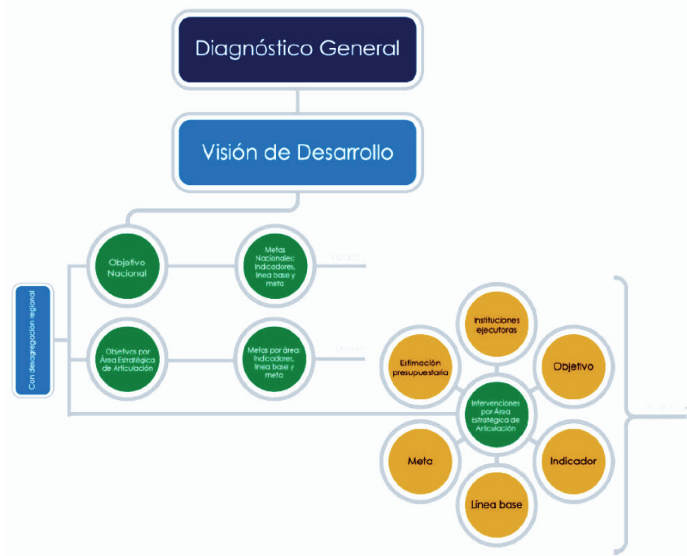 Diagnóstico General
Visión de Desarrollo
Objetivo
Nacional
Metas
Nacionales:
Indicadores,
línea base y
meta
Con desagregación regional
Objetivos por
Área Estratégica
de Articulación
Metas por área:
Indicadores,
línea base y
meta
Instituciones
ejecutoras
Estimación
presupuestaria
Objetivo
Intervenciones
por Área
Estratégica de
Articulación
Meta
Indicador
Línea base